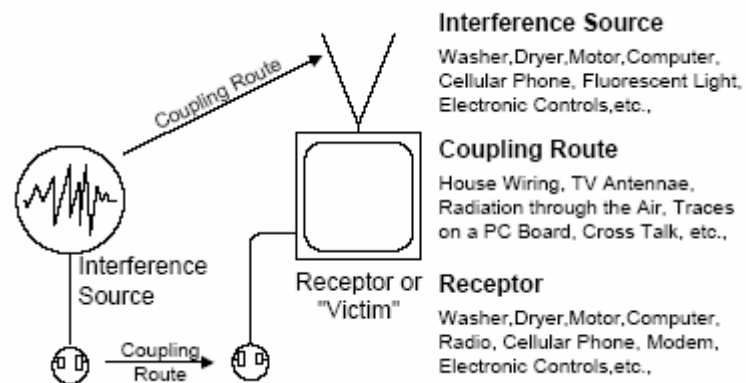 Coupling Route
Interference
Source
Coupling
Route
Receptor or
"Victim"
Interference Source
Washer,Dryer,Motor,Computer,
Cellular Phone, Fluorescent Light,
Electronic Controls,etc.,
Coupling Route
House Wiring, TV Antennae,
Radiation through the Air, Traces
on a PC Board, Cross Talk, etc.,
Receptor
Washer,Dryer,Motor,Computer,
Radio, Cellular Phone, Modem,
Electronic Controls,etc.,